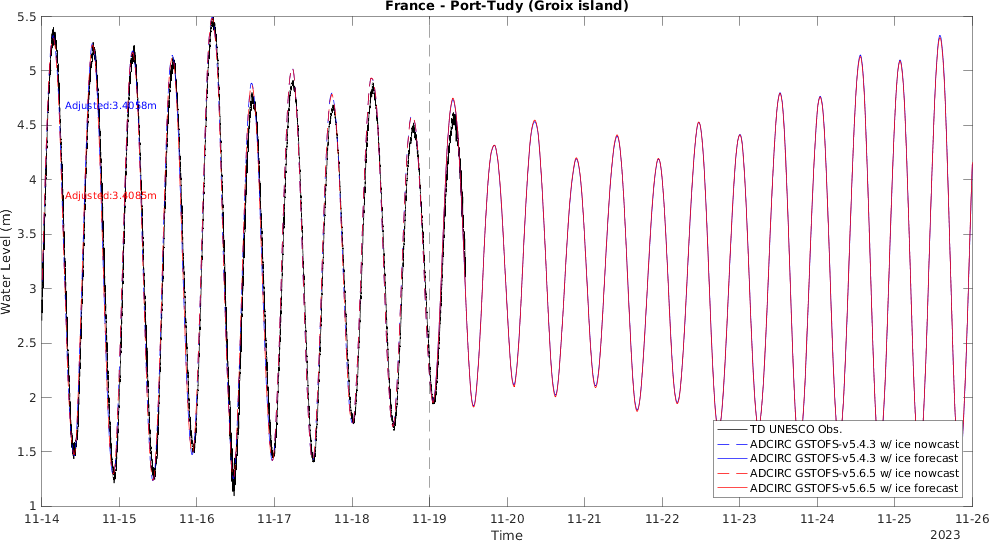 France - Port-Tudy (Groix island)
5.5
5
4.5
4
3.5
3
2.5
2
1.5
1
Water Level (m)
Adjusted:3.4058m
Adjusted:3.4085m
TD UNESCO Obs.
ADCIRC GSTOFS-v5.4.3 w/ ice nowcast
ADCIRC GSTOFS-v5.4.3 w/ ice forecast
ADCIRC GSTOFS-v5.6.5 w/ ice nowcast
ADCIRC GSTOFS-v5.6.5 w/ ice forecast
11-14 11-15 11-16 11-17 11-18 11-19 11-20 11-21 11-22 11-23 11-24 11-25 11-26
Time
2023